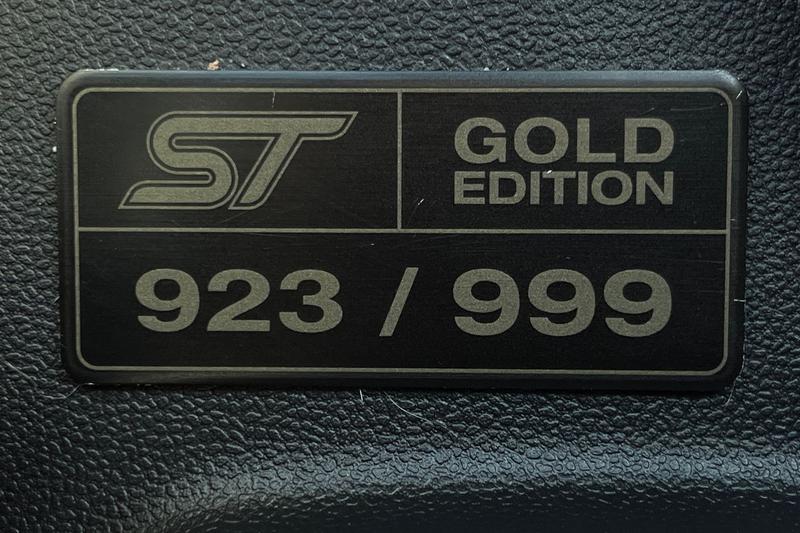 ST
GOLD
EDITION
923 / 999